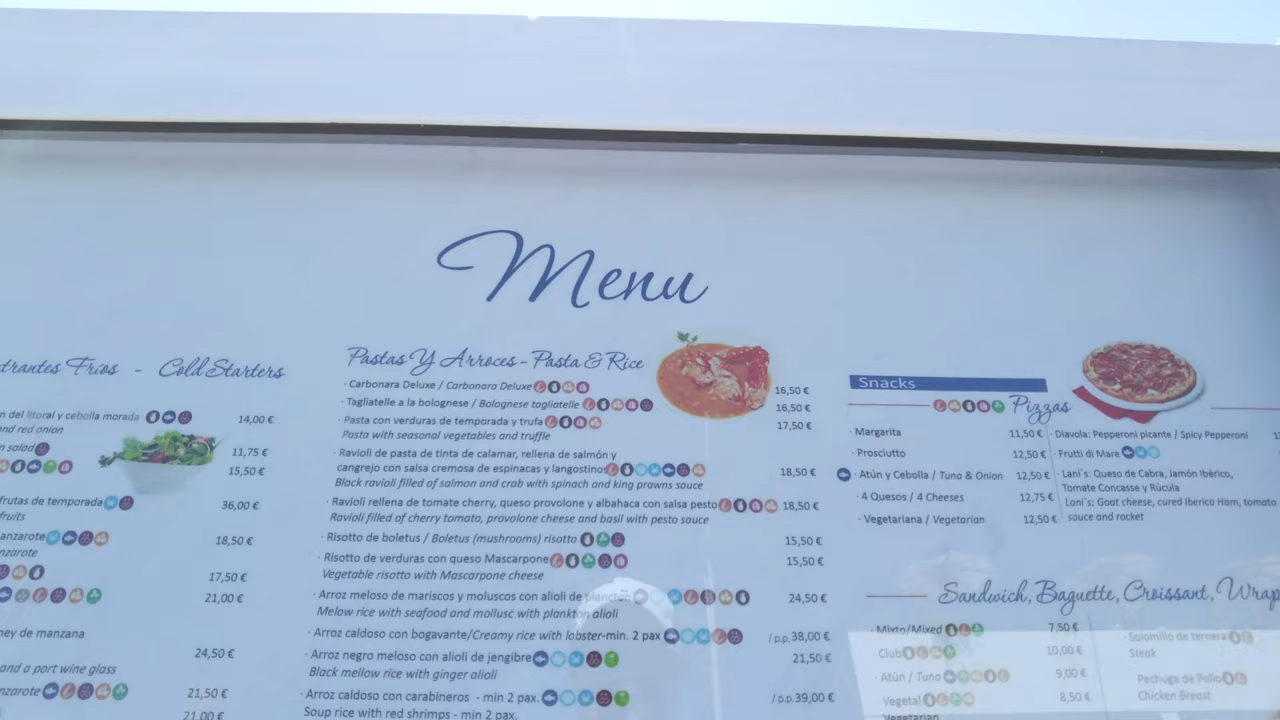 Menu
trantes Fríos - Cold Starters
n del litoral y cebolla morada 14,00 €
and red onion
n salad 11,75 €
15,50 €
frutas de temporada 36,00 €
fruits
anzarote 18,50 €
nzarote
17,50 €
21,00 €
ney de manzana
24,50 €
and a port wine glass
nzarote 21,50 €
21,00 €
Pastas Y Arroces - Pasta & Rice
· Carbonara Deluxe / Carbonara Deluxe 16,50 €
· Tagliatelle a la bolognese / Bolognese tagliatelle 16,50 €
· Pasta con verduras de temporada y trufa 17,50 €
Pasta with seasonal vegetables and truffle
· Ravioli de pasta de tinta de calamar, rellena de salmón y
cangrejo con salsa cremosa de espinacas y langostinos 18,50 €
Black ravioli filled of salmon and crab with spinach and king prawns sauce
· Ravioli rellena de tomate cherry, queso provolone y albahaca con salsa pesto 18,50 €
Ravioli filled of cherry tomato, provolone cheese and basil with pesto sauce
· Risotto de boletus / Boletus (mushrooms) risotto 15,50 €
· Risotto de verduras con queso Mascarpone 15,50 €
Vegetable risotto with Mascarpone cheese
· Arroz meloso de mariscos y moluscos con alioli de plancton 24,50 €
Melow rice with seafood and mollusc with plankton alioli
· Arroz caldoso con bogavante/Creamy rice with lobster-min. 2 pax /p.p.38,00 €
· Arroz negro meloso con alioli de jengibre 21,50 €
Black mellow rice with ginger alioli
· Arroz caldoso con carabineros - min 2 pax. /p.p.39,00 €
Soup rice with red shrimps - min 2 pax.
Snacks
Pizzas
· Margarita 11,50 €
· Prosciutto 12,50 €
· Atún y Cebolla / Tuna & Onion 12,50 €
· 4 Quesos / 4 Cheeses 12,75 €
· Vegetariana / Vegetarian 12,50 €
· Diavola: Pepperoni picante / Spicy Pepperoni
· Frutti di Mare
· Lani´s: Queso de Cabra, Jamón Ibérico,
Tomate Concasse y Rúcula
Lani´s: Goat cheese, cured Iberico Ham, tomato
sauce and rocket
Sandwich, Baguette, Croissant, Wrap
· Mixto/Mixed 7,50 €
· Club 10,00 €
· Atún / Tuna 9,00 €
Vegetal 8,50 €
Vegetarian
· Solomillo de ternera
Steak
Pechuga de Pollo
Chicken Breast